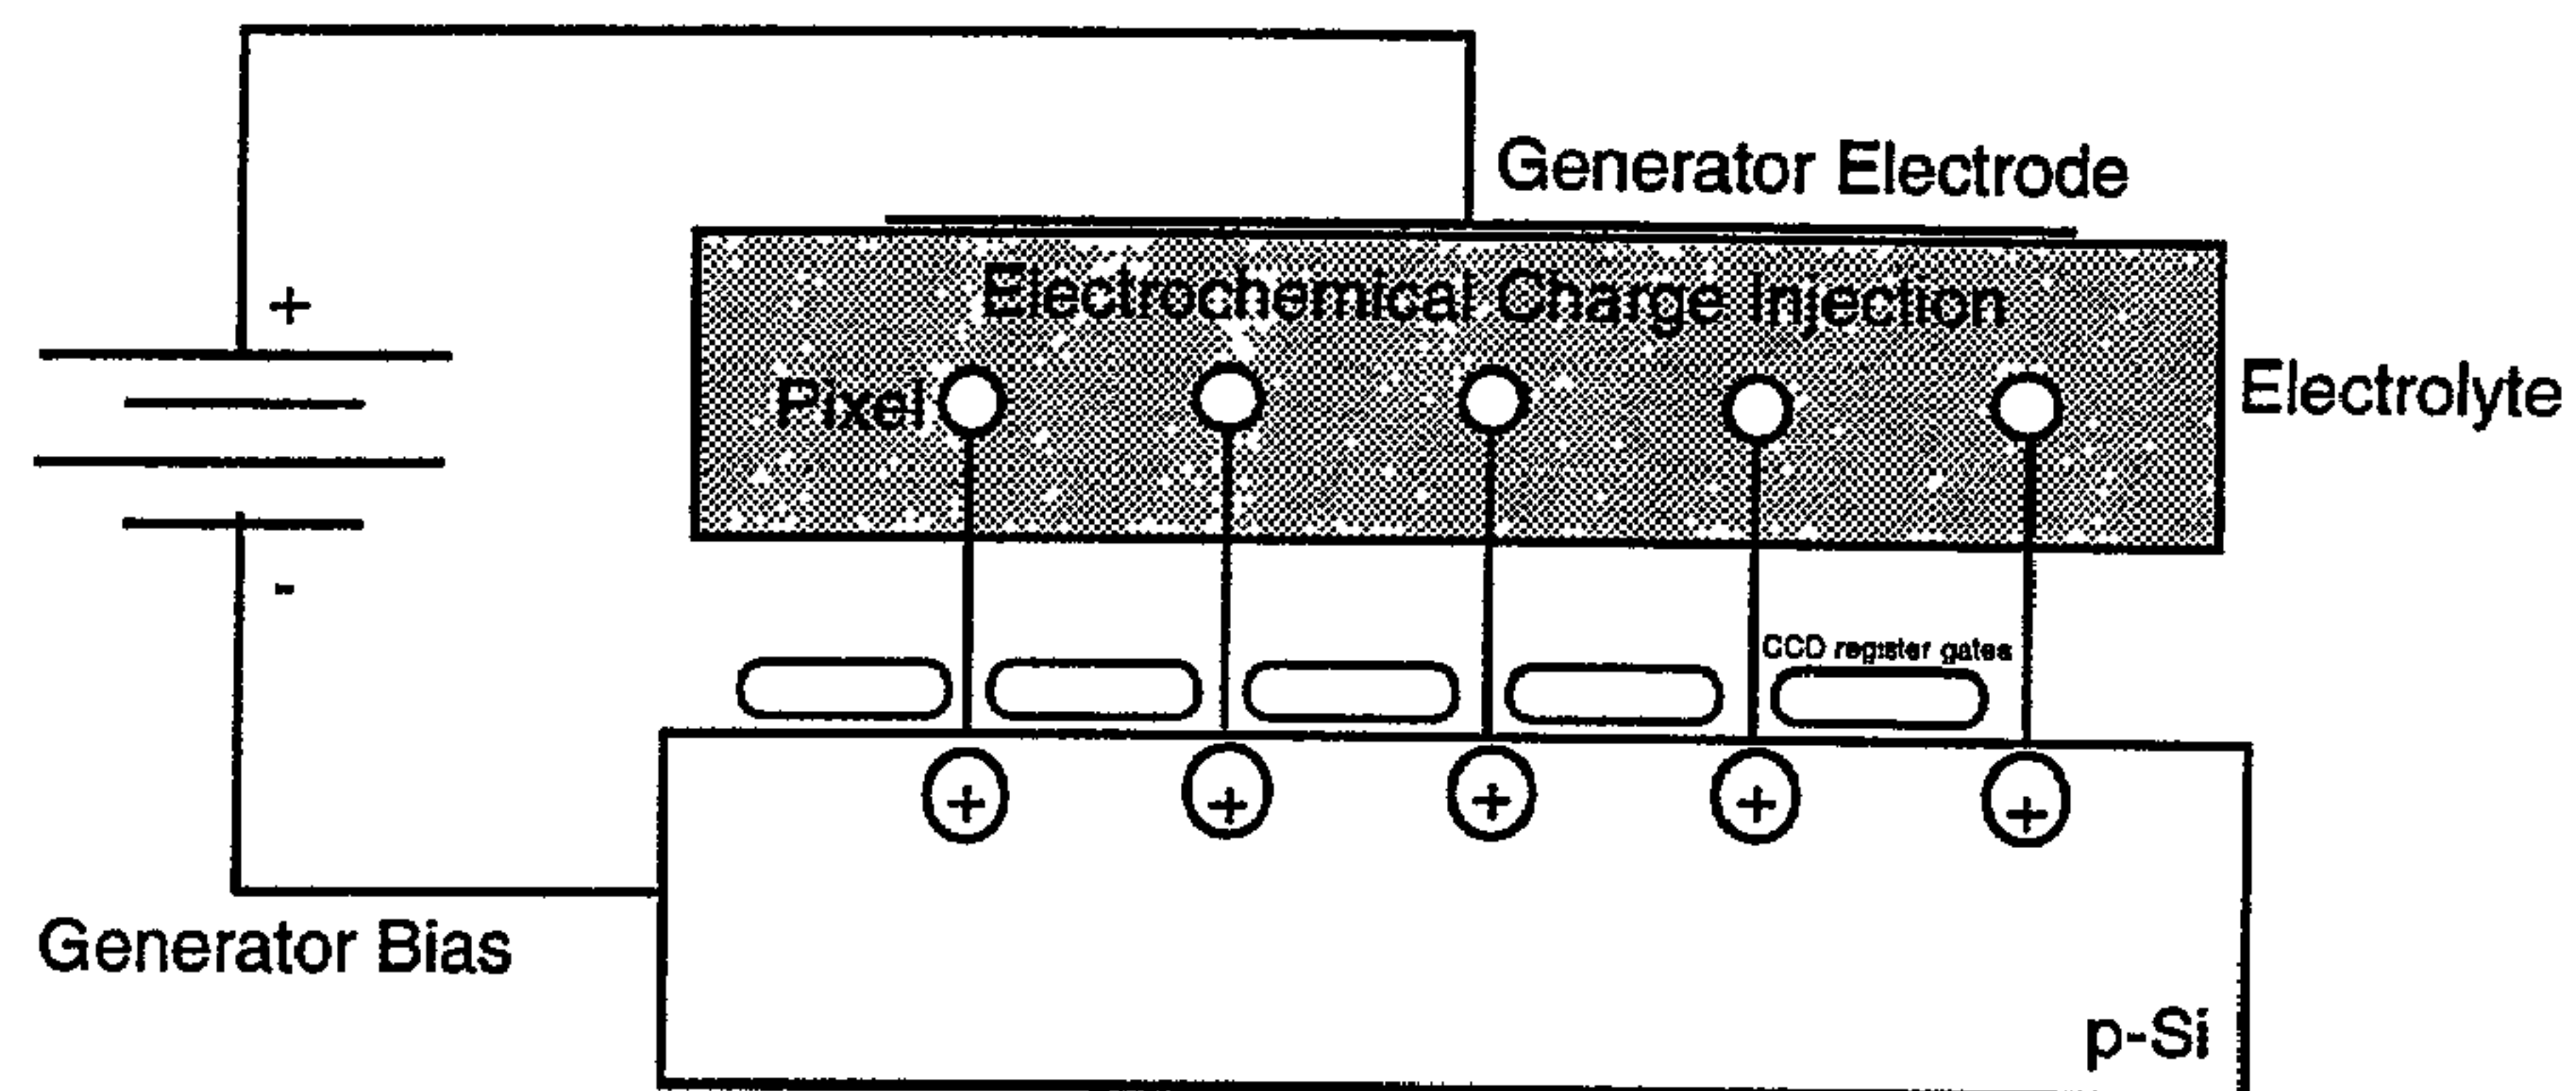 Generator Electrode
Electrochemical Charge Injection
+
Pixel
Electrolyte
-
CCD register gates
+ + + + +
Generator Bias
p-Si